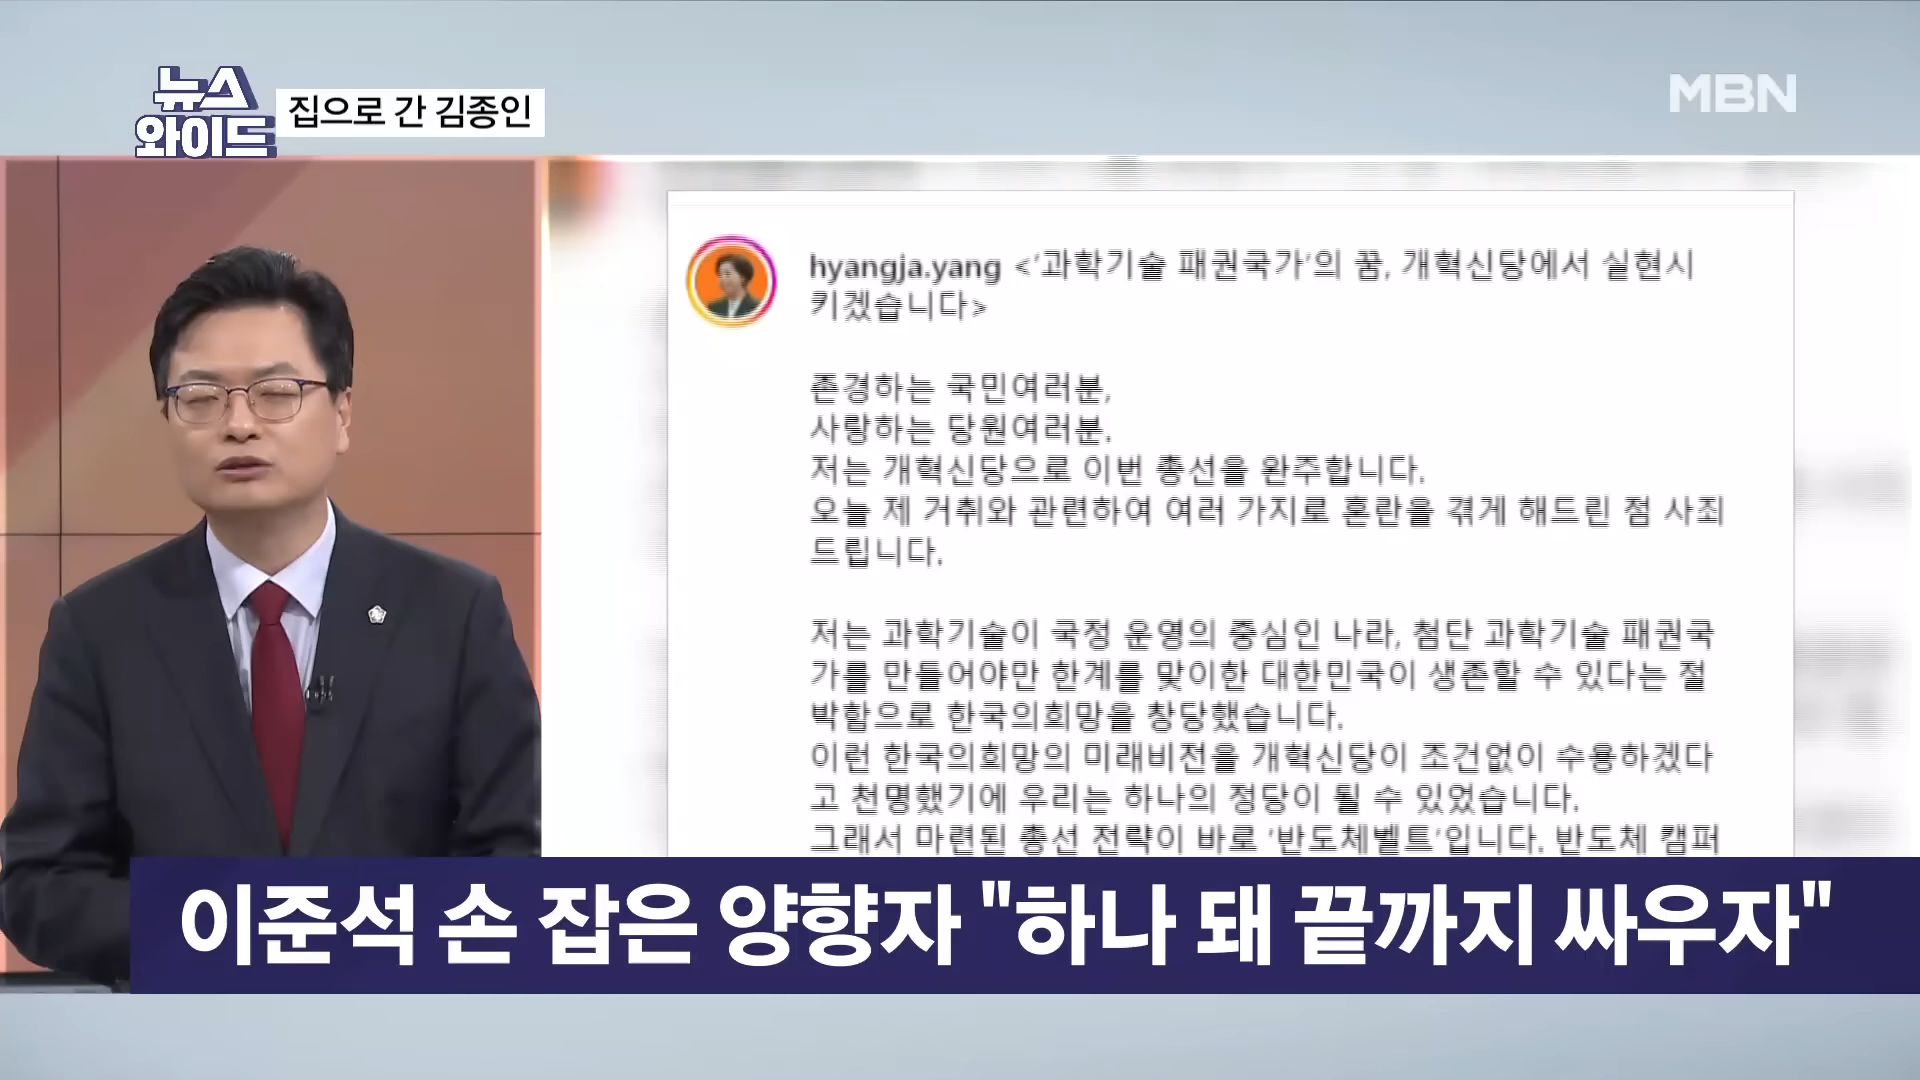 뉴스
와이드
집으로 간 김종인
MBN
hyangja.yang <'과학기술 패권국가'의 꿈, 개혁신당에서 실현시
키겠습니다>
존경하는 국민여러분,
사랑하는 당원여러분.
저는 개혁신당으로 이번 총선을 완주합니다.
오늘 제 거취와 관련하여 여러 가지로 혼란을 겪게 해드린 점 사죄
드립니다.
저는 과학기술이 국정 운영의 중심인 나라, 첨단 과학기술 패권국
가를 만들어야만 한계를 맞이한 대한민국이 생존할 수 있다는 절
박함으로 한국의희망을 창당했습니다.
이런 한국의희망의 미래비전을 개혁신당이 조건없이 수용하겠다
고 천명했기에 우리는 하나의 정당이 될 수 있었습니다.
그래서 마련된 총선 전략이 바로 '반도체벨트'입니다. 반도체 캠퍼
이준석 손 잡은 양향자 "하나 돼 끝까지 싸우자"